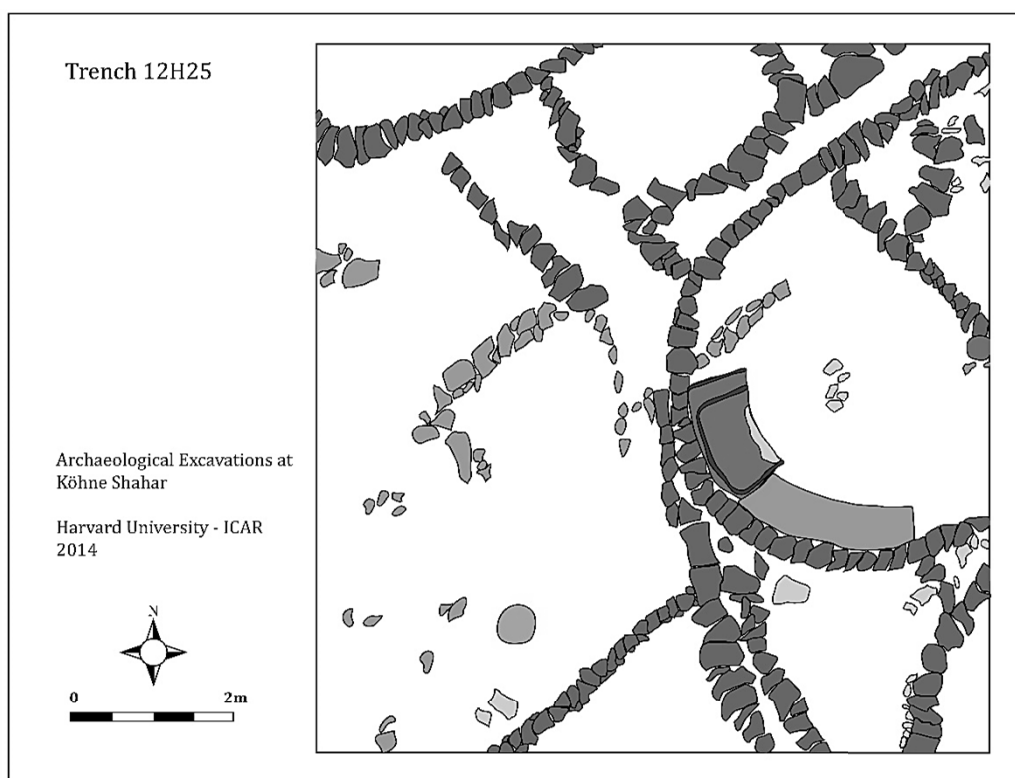 Trench 12H25
Archaeological Excavations at
Köhne Shahar
Harvard University - ICAR
2014
N
0 2m